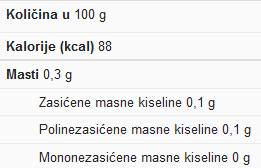 Količina u 100 g
Kalorije (kcal) 88
Masti 0,3 g
Zasićene masne kiseline 0,1 g
Polinezasićene masne kiseline 0,1 g
Mononezasićene masne kiseline 0 g